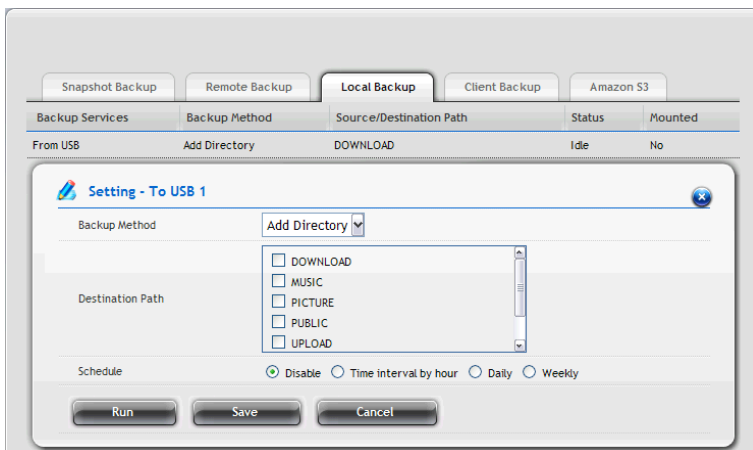 Snapshot Backup Remote Backup Local Backup Client Backup Amazon S3
Backup Services Backup Method Source/Destination Path Status Mounted
From USB Add Directory DOWNLOAD Idle No
Setting - To USB 1
Backup Method Add Directory
Destination Path
DOWNLOAD
MUSIC
PICTURE
PUBLIC
UPLOAD
Schedule Disable Time interval by hour Daily Weekly
Run Save Cancel